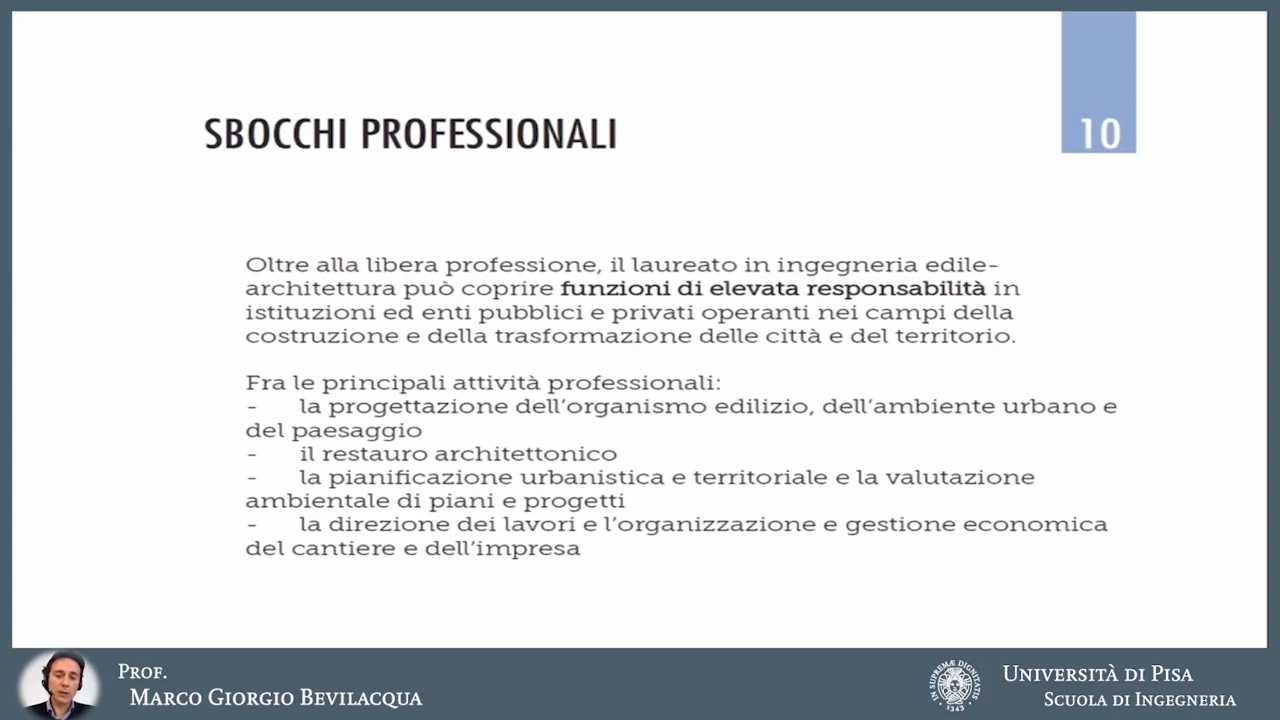 SBOCCHI PROFESSIONALI
10
Oltre alla libera professione, il laureato in ingegneria edile-
architettura può coprire funzioni di elevata responsabilità in
istituzioni ed enti pubblici e privati operanti nei campi della
costruzione e della trasformazione delle città e del territorio.
Fra le principali attività professionali:
- la progettazione dell'organismo edilizio, dell'ambiente urbano e
del paesaggio
- il restauro architettonico
- la pianificazione urbanistica e territoriale e la valutazione
ambientale di piani e progetti
- la direzione dei lavori e l'organizzazione e gestione economica
del cantiere e dell'impresa
Prof.
Marco Giorgio Bevilacqua
IN SUPREMÆ DIGNITATIS
1343
Università di Pisa
Scuola di Ingegneria